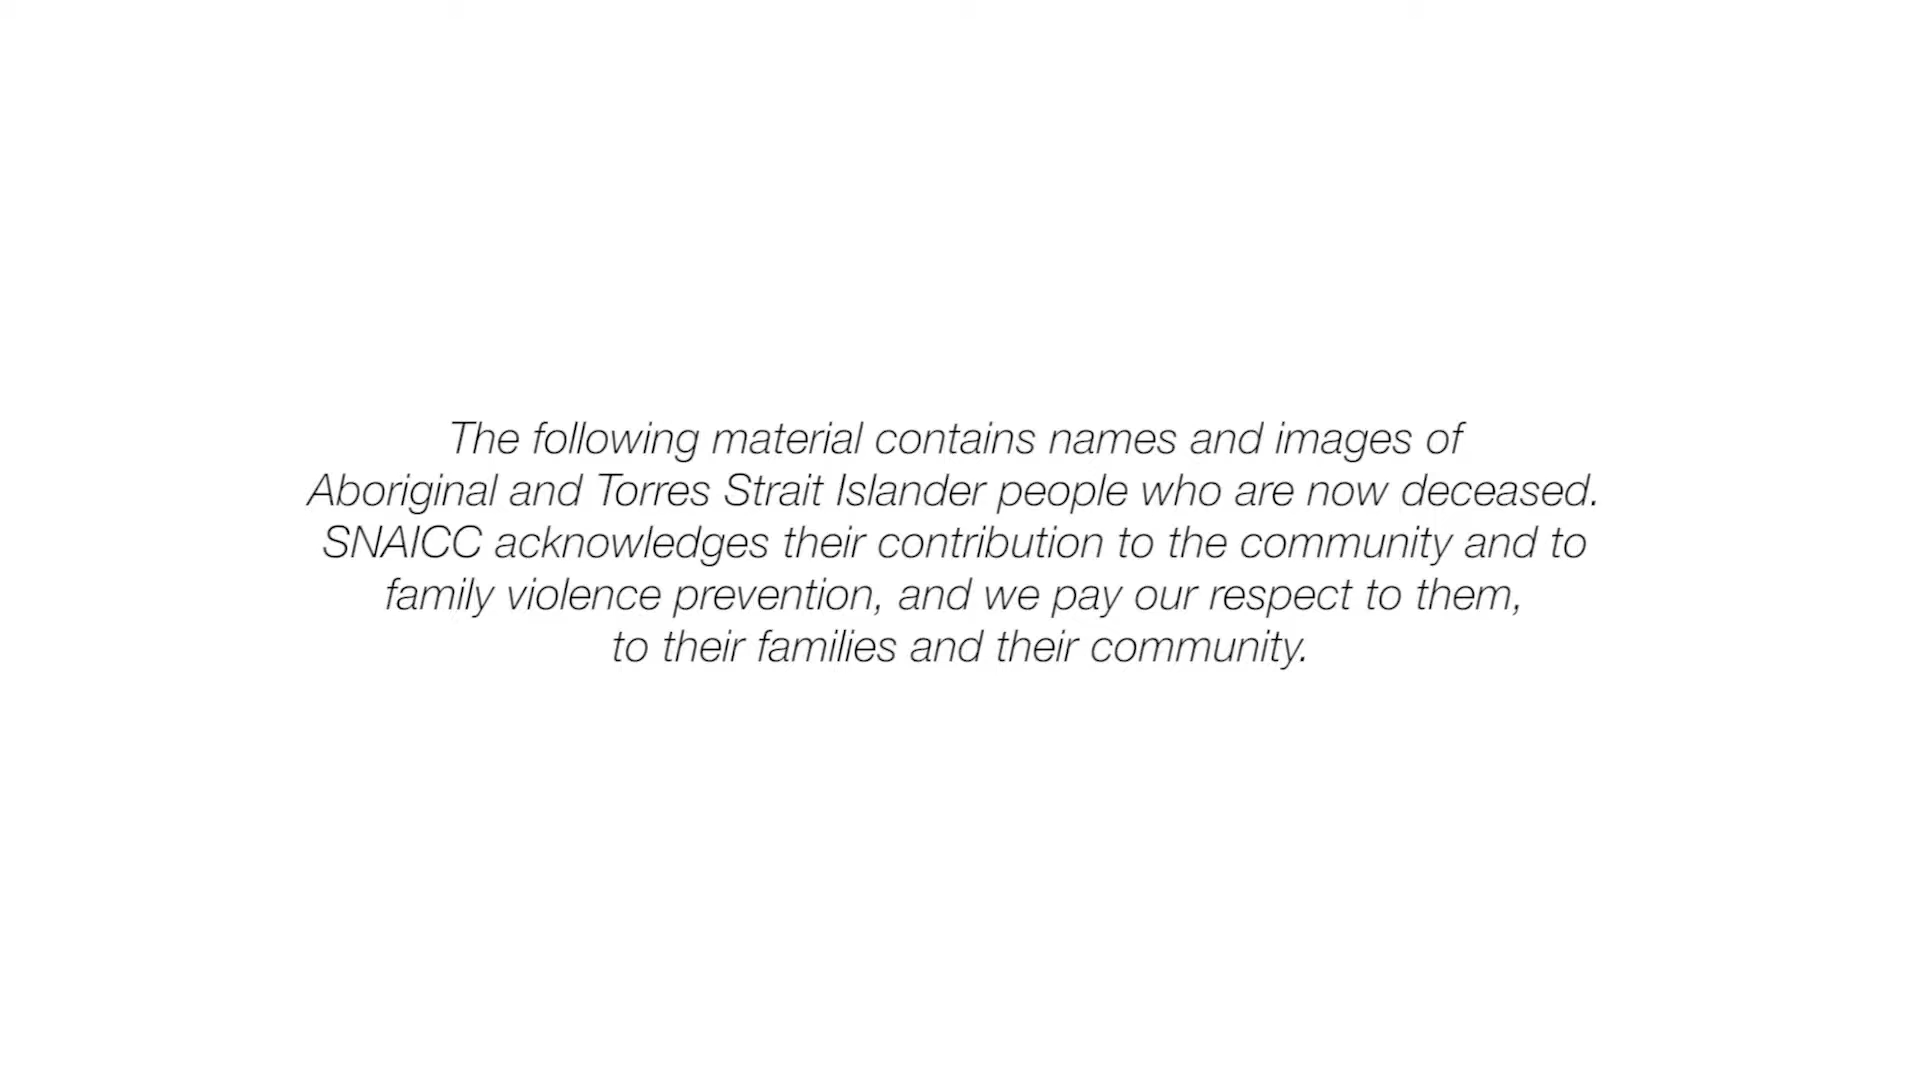 The following material contains names and images of
Aboriginal and Torres Strait Islander people who are now deceased.
SNAICC acknowledges their contribution to the community and to
family violence prevention, and we pay our respect to them,
to their families and their community.